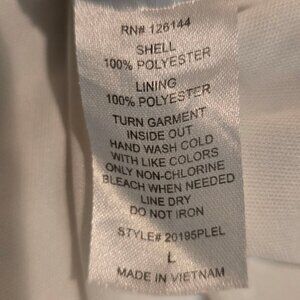 RN# 126144
SHELL
100% POLYESTER
LINING
100% POLYESTER
TURN GARMENT
INSIDE OUT
HAND WASH COLD
WITH LIKE COLORS
ONLY NON-CHLORINE
BLEACH WHEN NEEDED
LINE DRY
DO NOT IRON
STYLE# 20195PLEL
L
MADE IN VIETNAM